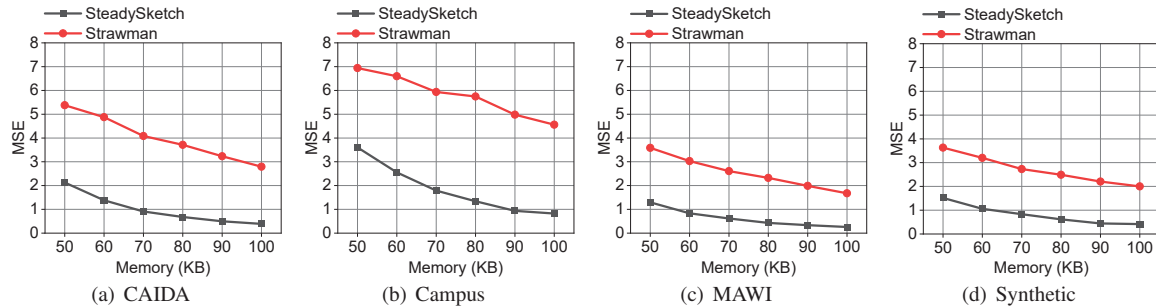 SteadySketch
Strawman
8
7
6
5
4
3
2
1
0
MSE
50 60 70 80 90 100
Memory (KB)
(a) CAIDA
SteadySketch
Strawman
8
7
6
5
4
3
2
1
0
MSE
50 60 70 80 90 100
Memory (KB)
(b) Campus
SteadySketch
Strawman
8
7
6
5
4
3
2
1
0
MSE
50 60 70 80 90 100
Memory (KB)
(c) MAWI
SteadySketch
Strawman
8
7
6
5
4
3
2
1
0
MSE
50 60 70 80 90 100
Memory (KB)
(d) Synthetic